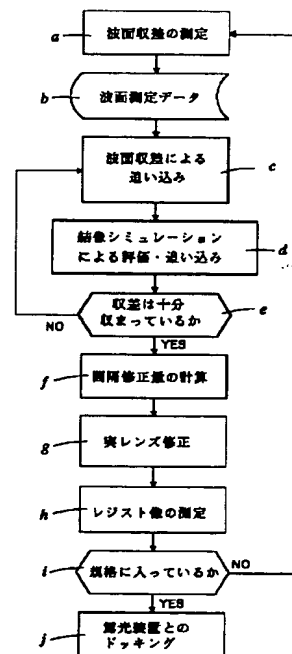 a
波面収差の測定
b
波面測定データ
波面収差による
追い込み
c
結像シミュレーション
による評価・追い込み
d
収差は十分
収まっているか
e
NO
YES
f
間隔修正量の計算
g
実レンズ修正
h
レジスト像の測定
i
規格に入っているか
NO
YES
j
露光装置との
ドッキング